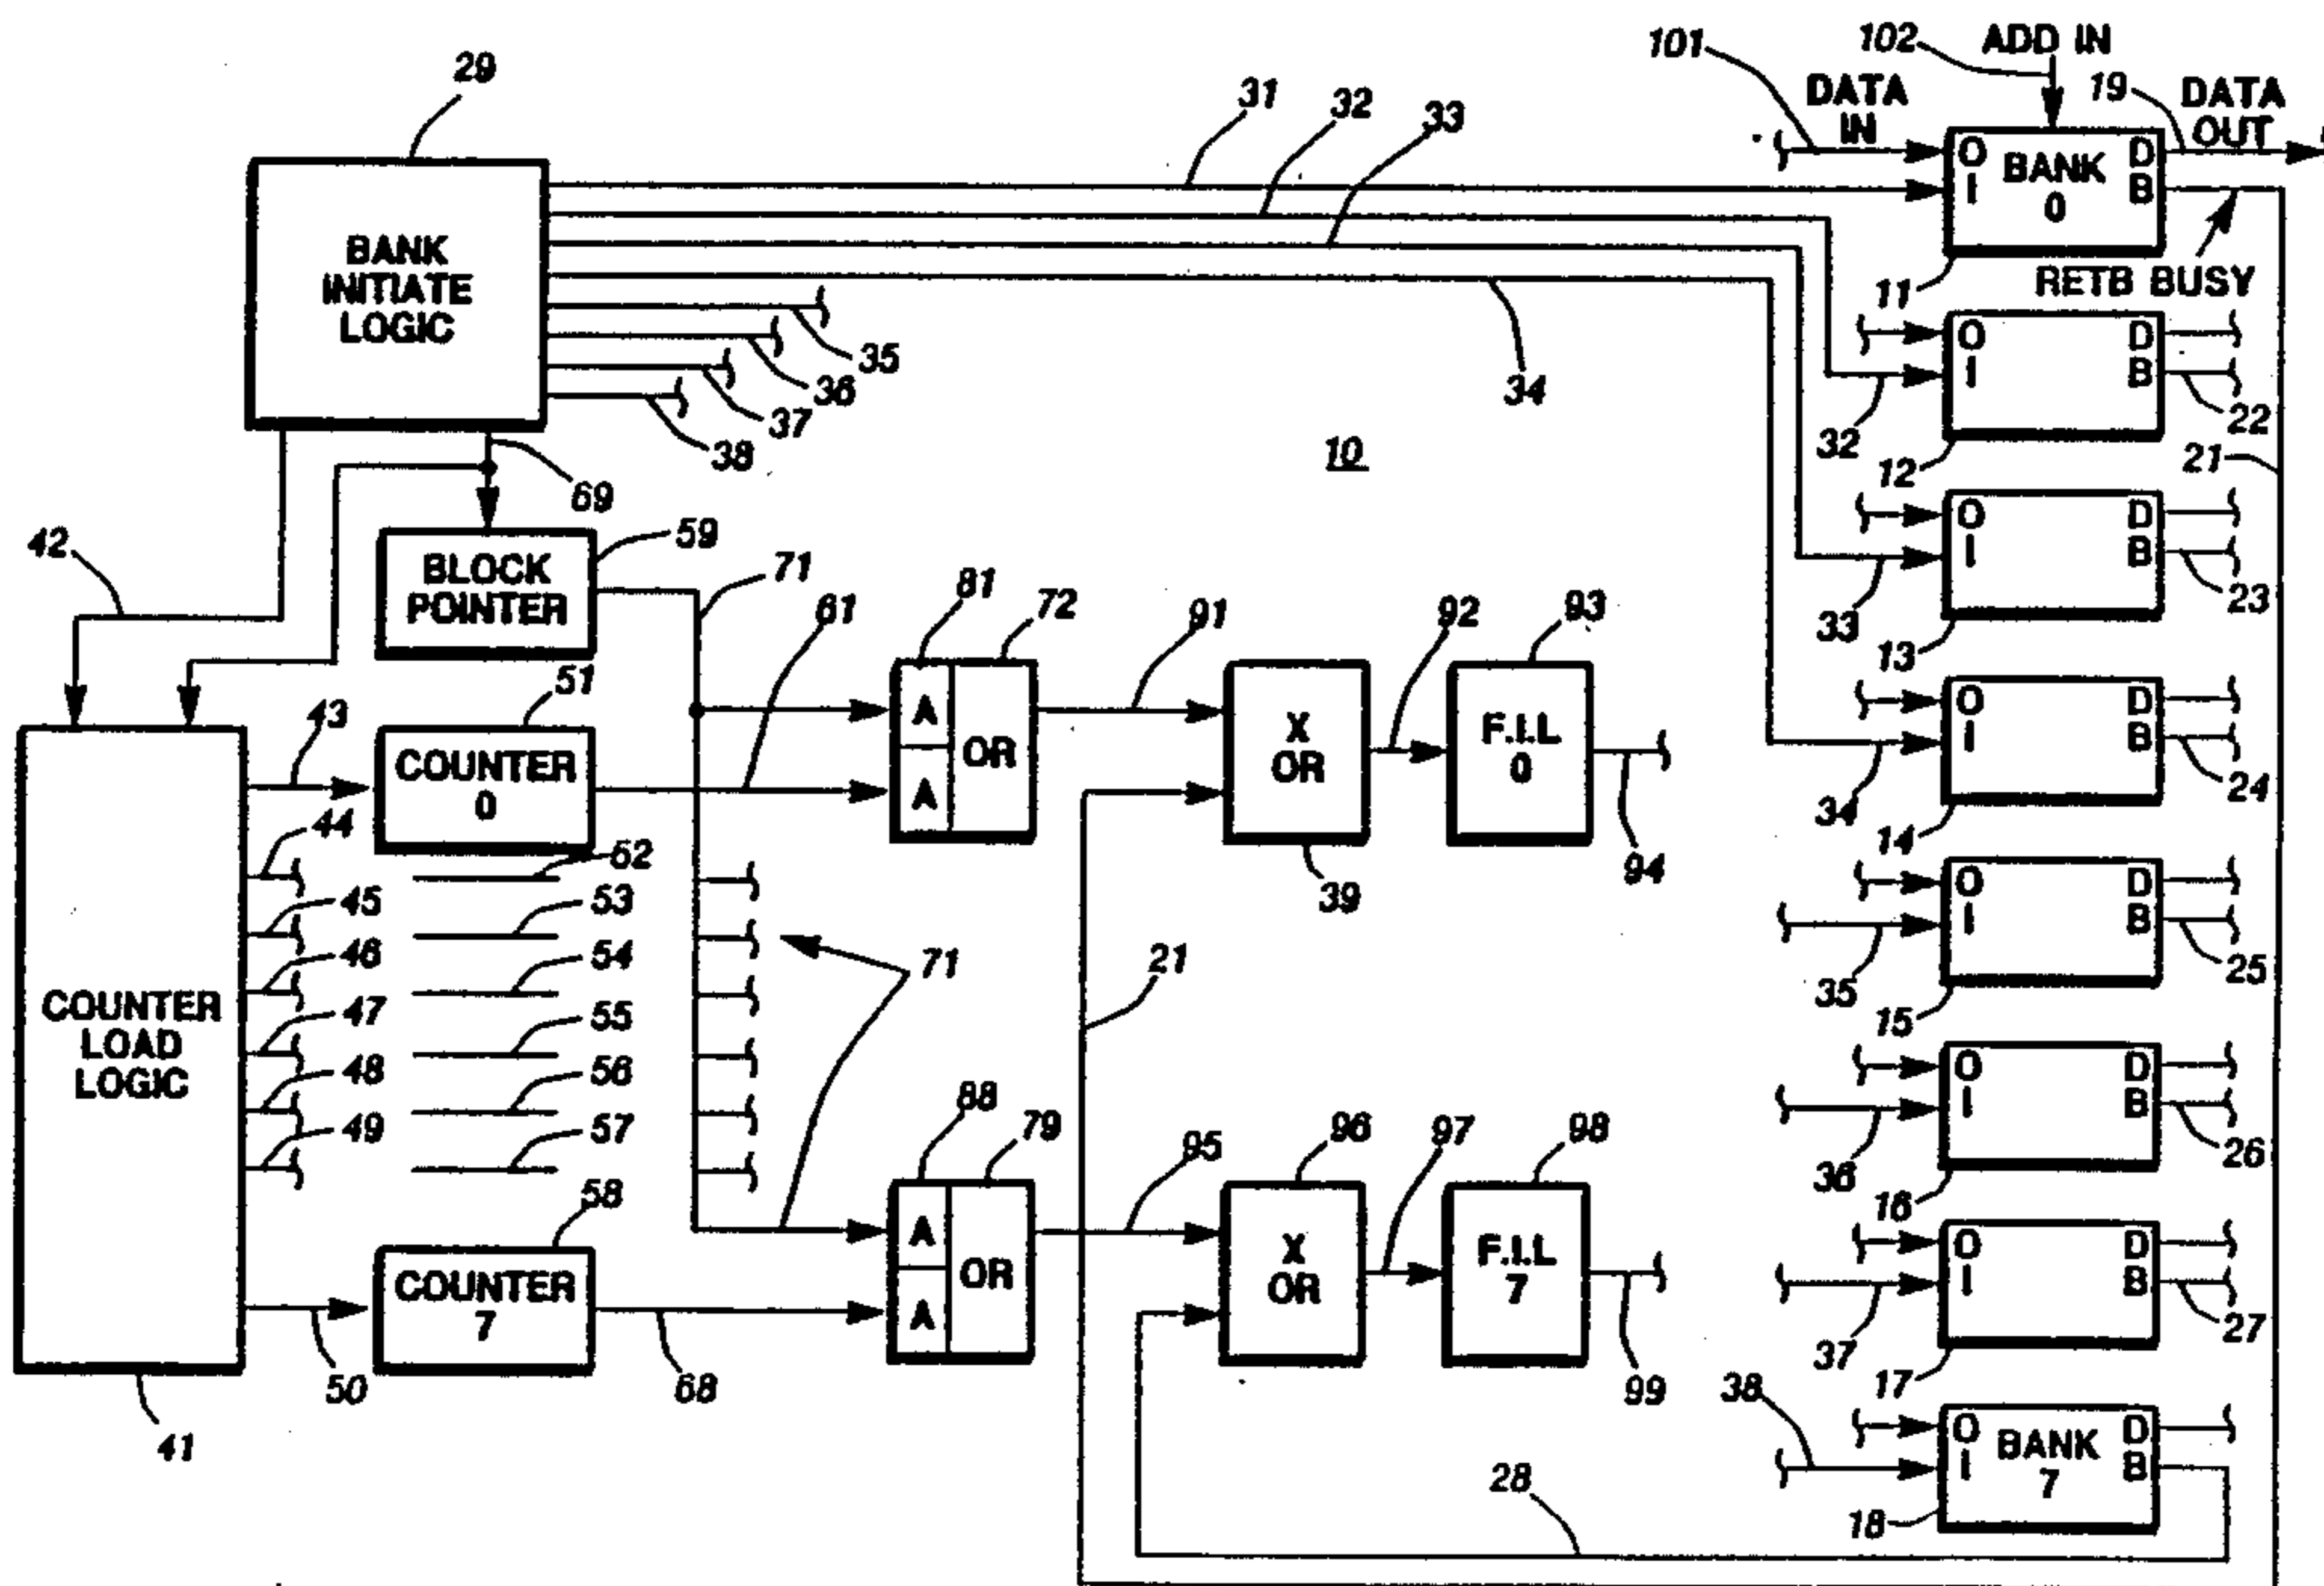 101
102
ADD IN
29
31
32
33
DATA
IN
19
DATA
OUT
BANK
INITIATE
LOGIC
O
I
BANK
0
D
B
11
RETB BUSY
35
36
37
38
34
10
O
I
D
B
32
22
12
21
69
42
BLOCK
POINTER
59
71
61
81
72
91
92
93
O
I
D
B
33
23
13
43
51
COUNTER
0
A
A
OR
X
OR
F.I.L
0
39
94
O
I
D
B
34
24
14
44
45
46
47
48
49
52
53
54
55
56
57
71
21
O
I
D
B
35
25
15
COUNTER
LOAD
LOGIC
O
I
D
B
36
26
16
88
79
95
96
97
98
58
COUNTER
7
A
A
OR
X
OR
F.I.L
7
O
I
D
B
37
27
17
41
50
68
99
38
O
I
BANK
7
D
B
18
28